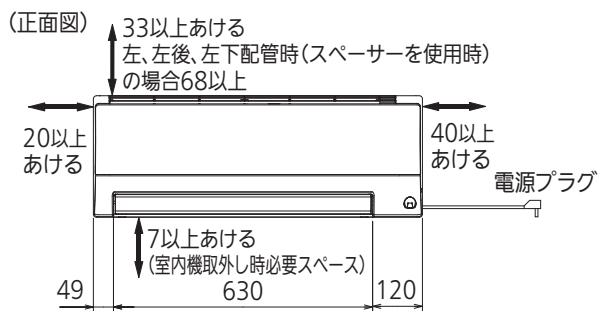 (正面図)
33以上あける
左、左後、左下配管時(スペーサーを使用時)
の場合68以上
20以上
あける
40以上
あける
電源プラグ
7以上あける
(室内機取外し時必要スペース)
49
630
120